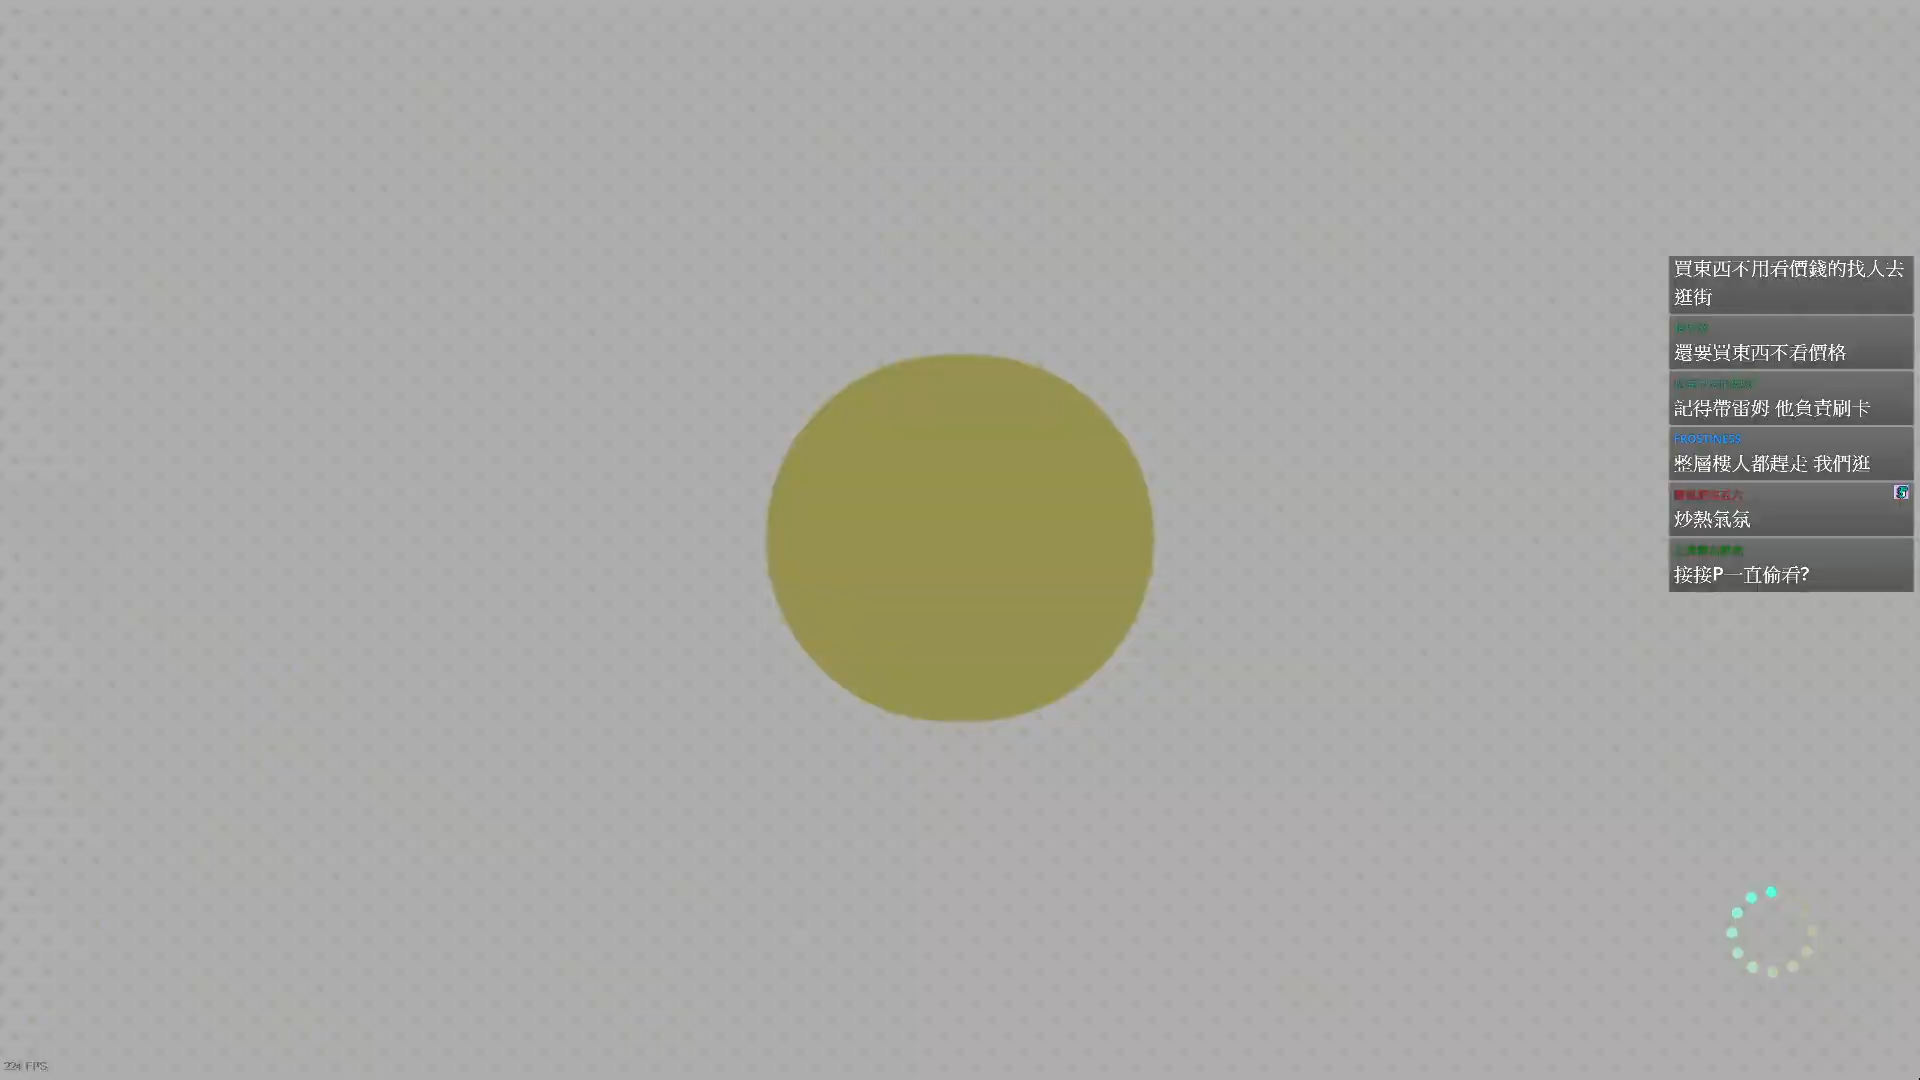 買東西不用看價錢的找人去
逛街
還要買東西不看價格
記得帶雷姆 他負責刷卡
FROSTINESS
整層樓人都趕走 我們逛
炒熱氣氛
接接P一直偷看?
224 FPS